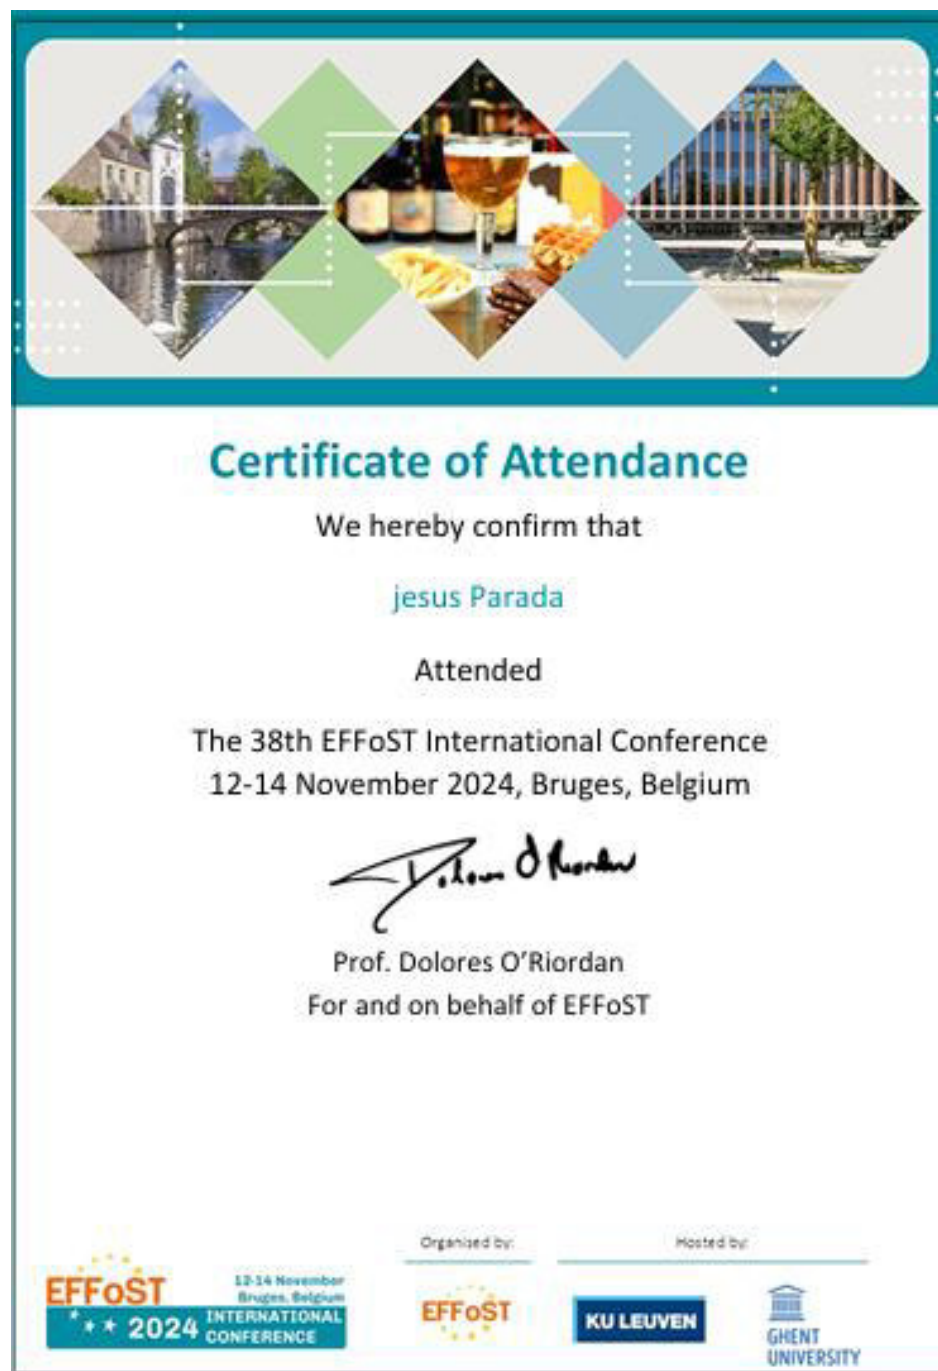 Certificate of Attendance
We hereby confirm that
jesus Parada
Attended
The 38th EFFoST International Conference
12-14 November 2024, Bruges, Belgium
Dolores O'Riordan
Prof. Dolores O’Riordan
For and on behalf of EFFoST
EFFoST
12-14 November
Bruges, Belgium
2024 INTERNATIONAL
CONFERENCE
Organised by:
EFFoST
Hosted by:
KU LEUVEN
GHENT
UNIVERSITY